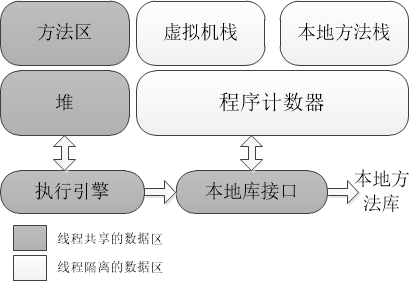 方法区
虚拟机栈
本地方法栈
堆
程序计数器
执行引擎
本地库接口
本地方
法库
线程共享的数据区
线程隔离的数据区